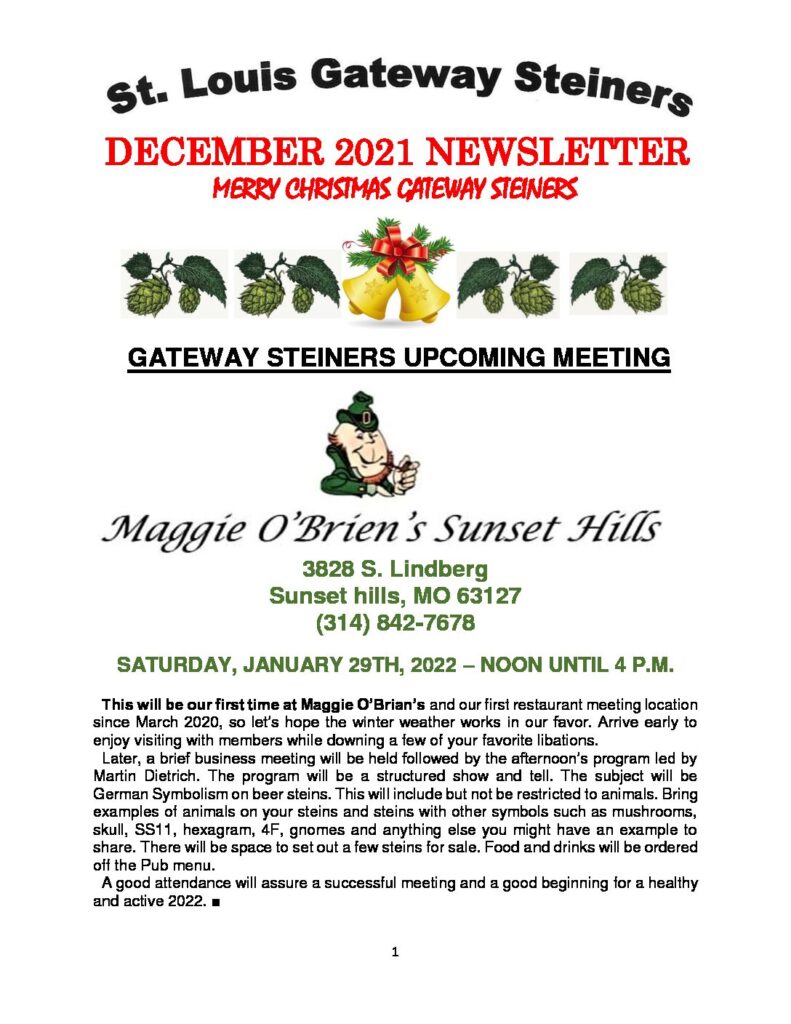 St. Louis Gateway Steiners
DECEMBER 2021 NEWSLETTER
MERRY CHRISTMAS GATEWAY STEINERS
GATEWAY STEINERS UPCOMING MEETING
Maggie O'Brien's Sunset Hills
3828 S. Lindberg
Sunset hills, MO 63127
(314) 842-7678
SATURDAY, JANUARY 29TH, 2022 – NOON UNTIL 4 P.M.
This will be our first time at Maggie O'Brian's and our first restaurant meeting location
since March 2020, so let's hope the winter weather works in our favor. Arrive early to
enjoy visiting with members while downing a few of your favorite libations.
Later, a brief business meeting will be held followed by the afternoon's program led by
Martin Dietrich. The program will be a structured show and tell. The subject will be
German Symbolism on beer steins. This will include but not be restricted to animals. Bring
examples of animals on your steins and steins with other symbols such as mushrooms,
skull, SS11, hexagram, 4F, gnomes and anything else you might have an example to
share. There will be space to set out a few steins for sale. Food and drinks will be ordered
off the Pub menu.
A good attendance will assure a successful meeting and a good beginning for a healthy
and active 2022. ■
1